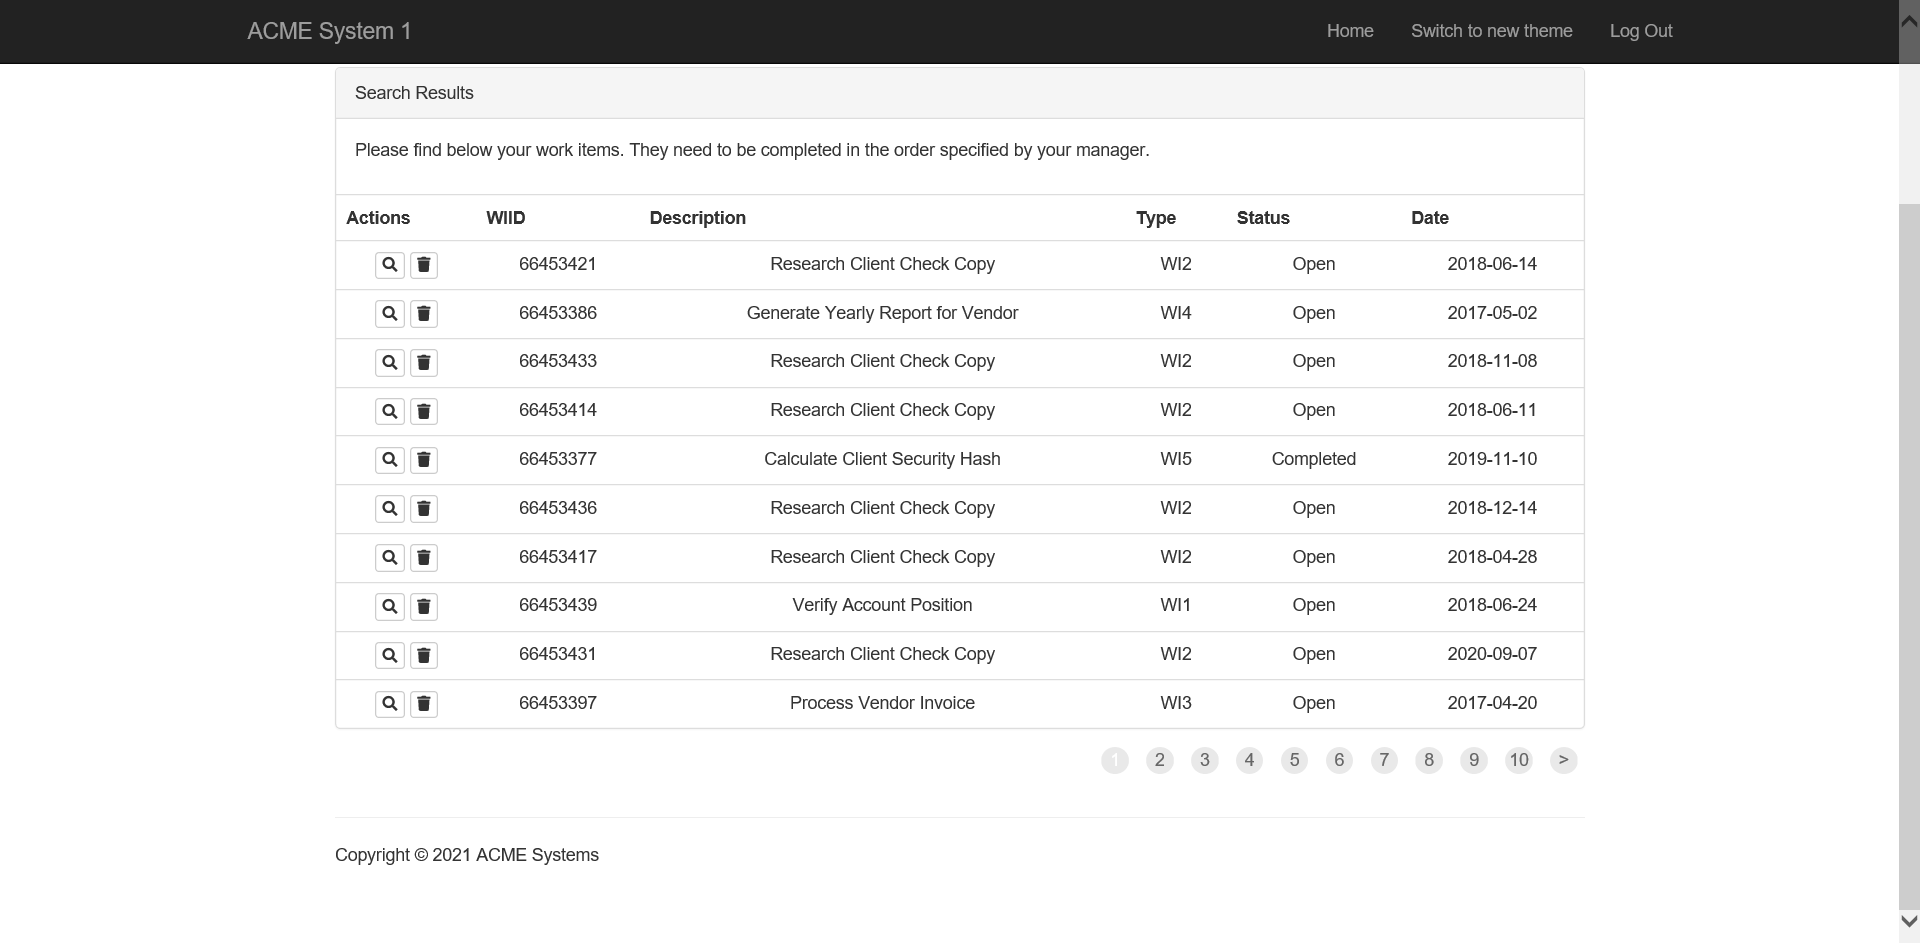 ACME System 1 Home Switch to new theme Log Out
Search Results
Please find below your work items. They need to be completed in the order specified by your manager.
Actions WIID Description Type Status Date
66453421 Research Client Check Copy WI2 Open 2018-06-14
66453386 Generate Yearly Report for Vendor WI4 Open 2017-05-02
66453433 Research Client Check Copy WI2 Open 2018-11-08
66453414 Research Client Check Copy WI2 Open 2018-06-11
66453377 Calculate Client Security Hash WI5 Completed 2019-11-10
66453436 Research Client Check Copy WI2 Open 2018-12-14
66453417 Research Client Check Copy WI2 Open 2018-04-28
66453439 Verify Account Position WI1 Open 2018-06-24
66453431 Research Client Check Copy WI2 Open 2020-09-07
66453397 Process Vendor Invoice WI3 Open 2017-04-20
1 2 3 4 5 6 7 8 9 10 >
Copyright © 2021 ACME Systems